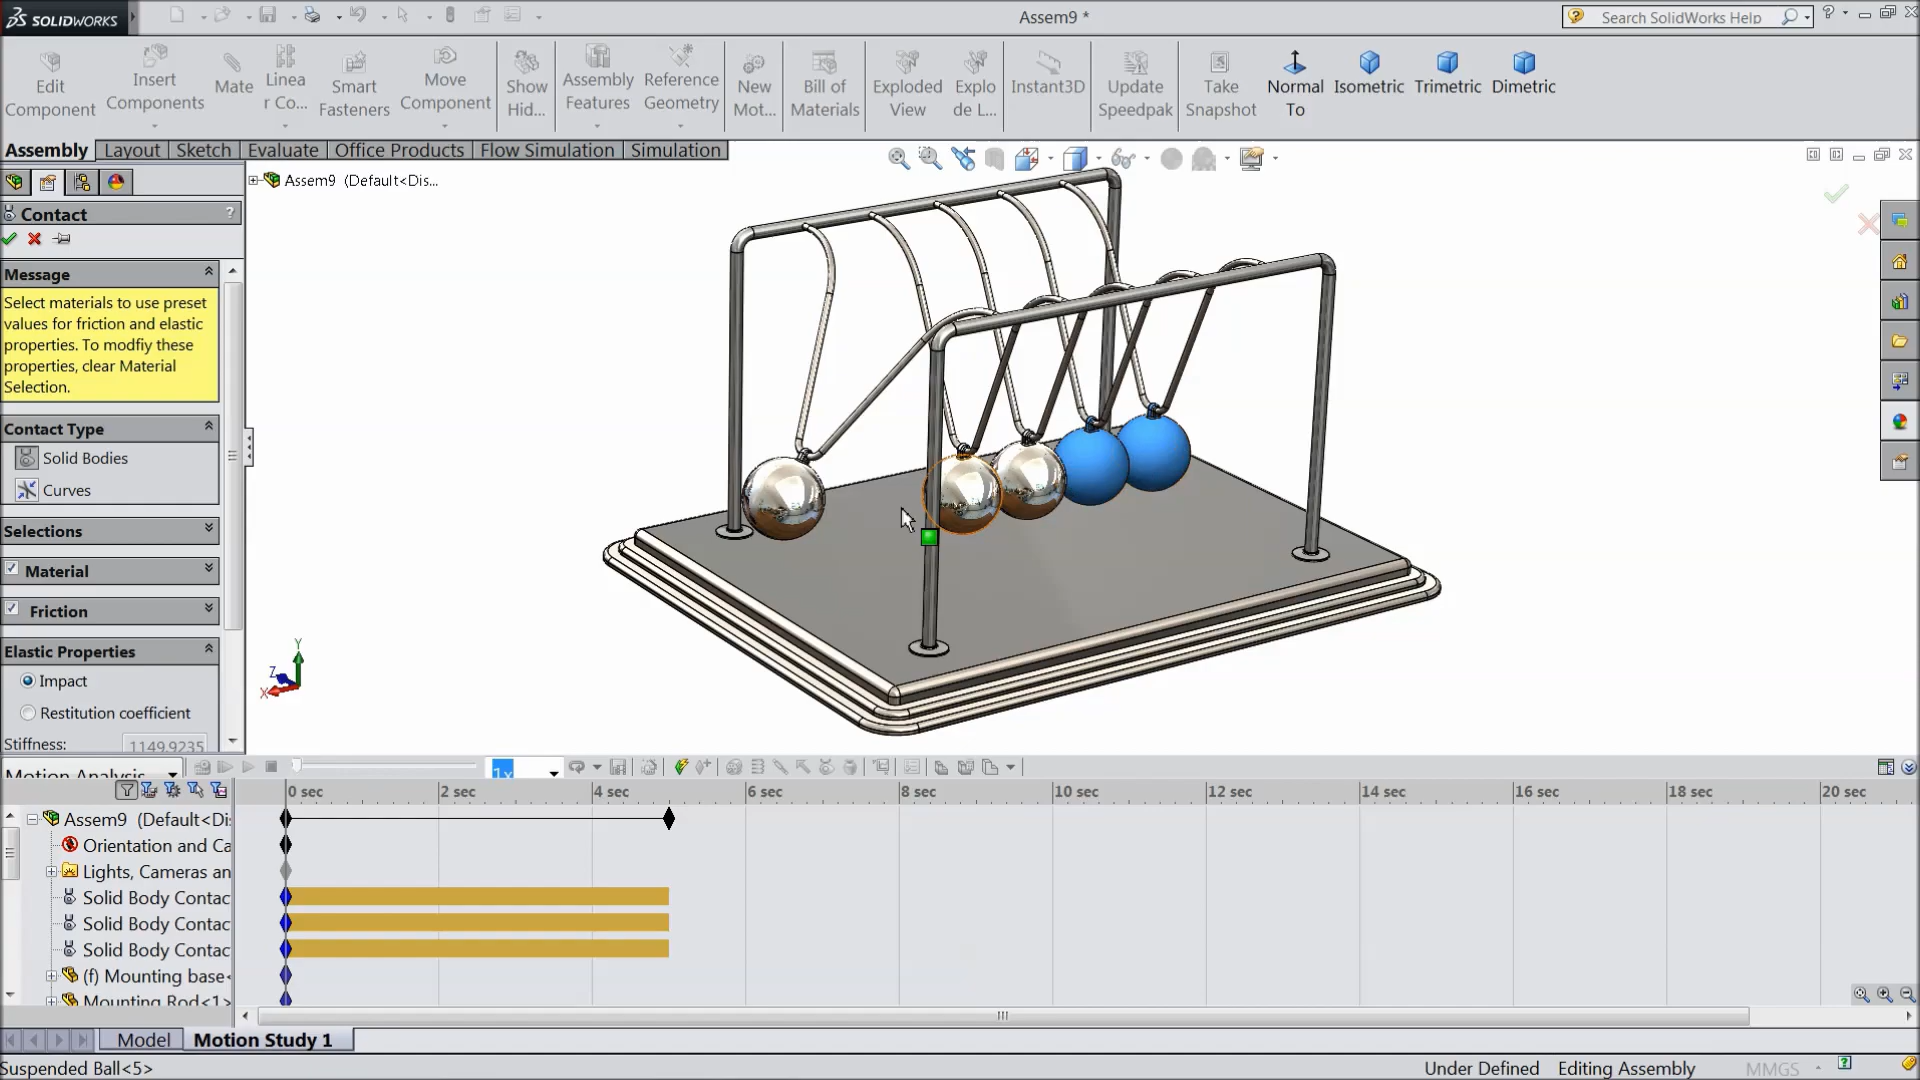 SOLIDWORKS
Assem9 *
Search SolidWorks Help
Edit Component
Insert Components
Mate
Linea r Co...
Smart Fasteners
Move Component
Show Hid...
Assembly Features
Reference Geometry
New Mot...
Bill of Materials
Exploded View
Explo de L...
Instant3D
Update Speedpak
Take Snapshot
Normal To
Isometric
Trimetric
Dimetric
Assembly
Layout
Sketch
Evaluate
Office Products
Flow Simulation
Simulation
Assem9 (Default<Dis...
Contact
?
Message
Select materials to use preset
values for friction and elastic
properties. To modfiy these
properties, clear Material
Selection.
Contact Type
Solid Bodies
Curves
Selections
Material
Friction
Elastic Properties
Impact
Restitution coefficient
Stiffness:
1149.9235
Y
Z
X
Motion Analysis
1x
0 sec
2 sec
4 sec
6 sec
8 sec
10 sec
12 sec
14 sec
16 sec
18 sec
20 sec
Assem9 (Default<Di
Orientation and Ca
Lights, Cameras an
Solid Body Contac
Solid Body Contac
Solid Body Contac
(f) Mounting base<
Mounting Rod<1>
Model
Motion Study 1
Suspended Ball<5>
Under Defined
Editing Assembly
MMGS